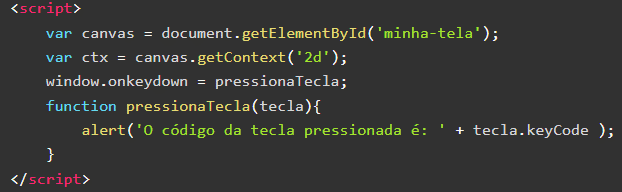 <script>
var canvas = document.getElementById('minha-tela');
var ctx = canvas.getContext('2d');
window.onkeydown = pressionaTecla;
function pressionaTecla(tecla){
alert('O código da tecla pressionada é: ' + tecla.keyCode );
}
</script>